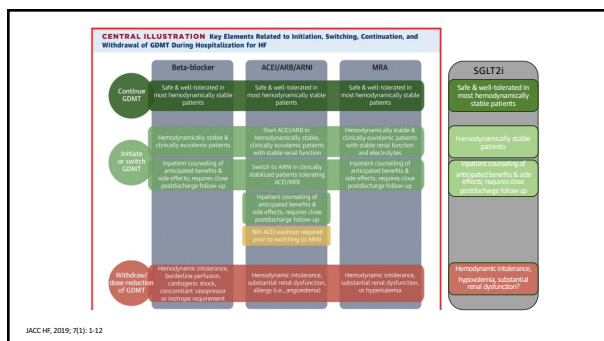 CENTRAL ILLUSTRATION Key Elements Related to Initiation, Switching, Continuation, and
Withdrawal of GDMT During Hospitalization for HF
Beta-blocker
ACEI/ARB/ARNI
MRA
SGLT2i
Continue
GDMT
Safe & well-tolerated in
most hemodynamically stable
patients
Safe & well-tolerated in
most hemodynamically stable
patients
Safe & well-tolerated in
most hemodynamically stable
patients
Safe & well-tolerated in
most hemodynamically
stable patients
Initiate
or switch
GDMT
Hemodynamically stable &
clinically euvolemic patients
Start ACEI/ARB in
hemodynamically stable,
clinically euvolemic patients
with stable renal function
Hemodynamically stable &
clinically euvolemic patients
with stable renal function
and electrolytes
Hemodynamically stable
patients
Inpatient counseling of
anticipated benefits & side
effects; requires close
postdischarge follow-up
Switch to ARNI in clinically
stabilized patients tolerating
ACEI/ARB
Inpatient counseling of
anticipated benefits & side
effects; requires close
postdischarge follow-up
Inpatient counseling of
anticipated benefits & side
effects; requires close
postdischarge follow up
Inpatient counseling of
anticipated benefits &
side effects; requires close
postdischarge follow-up
36h ACEI washout required
prior to switching to ARNI
Withdraw/
dose-reduction
of GDMT
Hemodynamic intolerance,
borderline perfusion,
cardiogenic shock,
concomitant vasopressor
or inotrope requirement
Hemodynamic intolerance,
substantial renal dysfunction,
allergy (i.e., angioedema)
Hemodynamic intolerance,
substantial renal dysfunction,
or hyperkalemia
Hemodynamic intolerance,
hypovolemia, substantial
renal dysfunction?
JACC HF, 2019; 7(1): 1-12